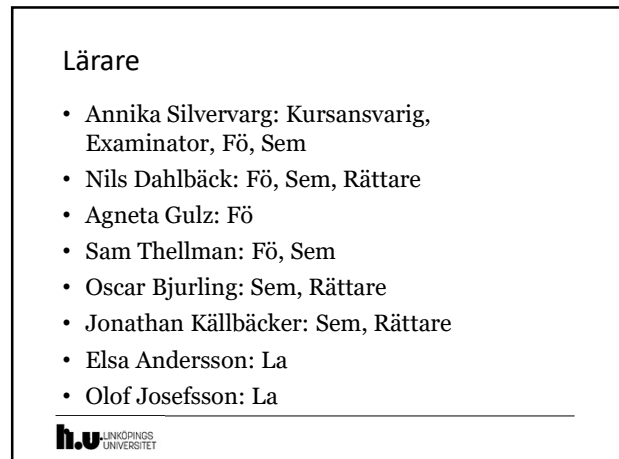 Lärare
• Annika Silvervarg: Kursansvarig,
Examinator, Fö, Sem
• Nils Dahlbäck: Fö, Sem, Rättare
• Agneta Gulz: Fö
• Sam Thellman: Fö, Sem
• Oscar Bjurling: Sem, Rättare
• Jonathan Källbäcker: Sem, Rättare
• Elsa Andersson: La
• Olof Josefsson: La
LINKÖPINGS
UNIVERSITET